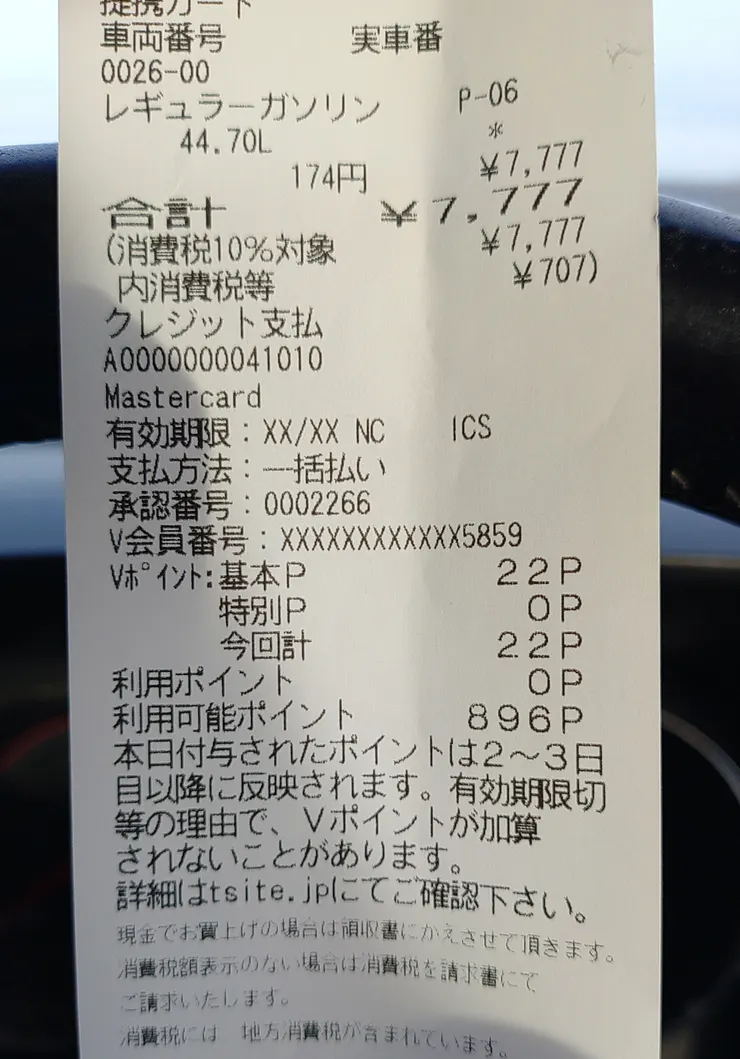 提携カード
車両番号 実車番
0026-00
レギュラーガソリン P-06
44.70L ※
174円 ¥7,777
合計 ¥7,777
(消費税10%対象 ¥7,777
内消費税等 ¥707)
クレジット支払
A0000000041010
Mastercard
有効期限:XX/XX NC ICS
支払方法:一括払い
承認番号:0002266
V会員番号:XXXXXXXXXXXX5859
Vポイント:基本P 22P
特別P 0P
今回計 22P
利用ポイント 0P
利用可能ポイント 896P
本日付与されたポイントは2〜3日
目以降に反映されます。有効期限切
等の理由で、Vポイントが加算
されないことがあります。
詳細はtsite.jpにてご確認下さい。
現金でお買上げの場合は領収書にかえさせて頂きます。
消費税額表示のない場合は消費税を請求書にて
ご請求いたします。
消費税には 地方消費税が含まれています。